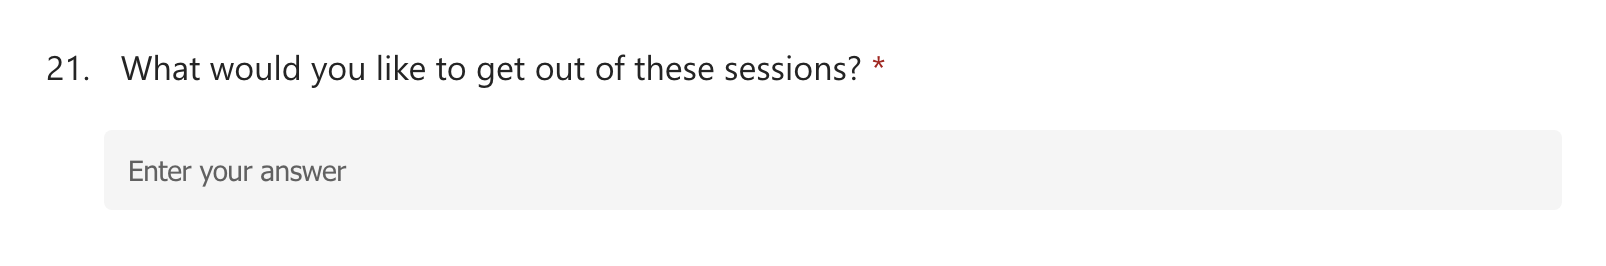 21. What would you like to get out of these sessions? *
Enter your answer